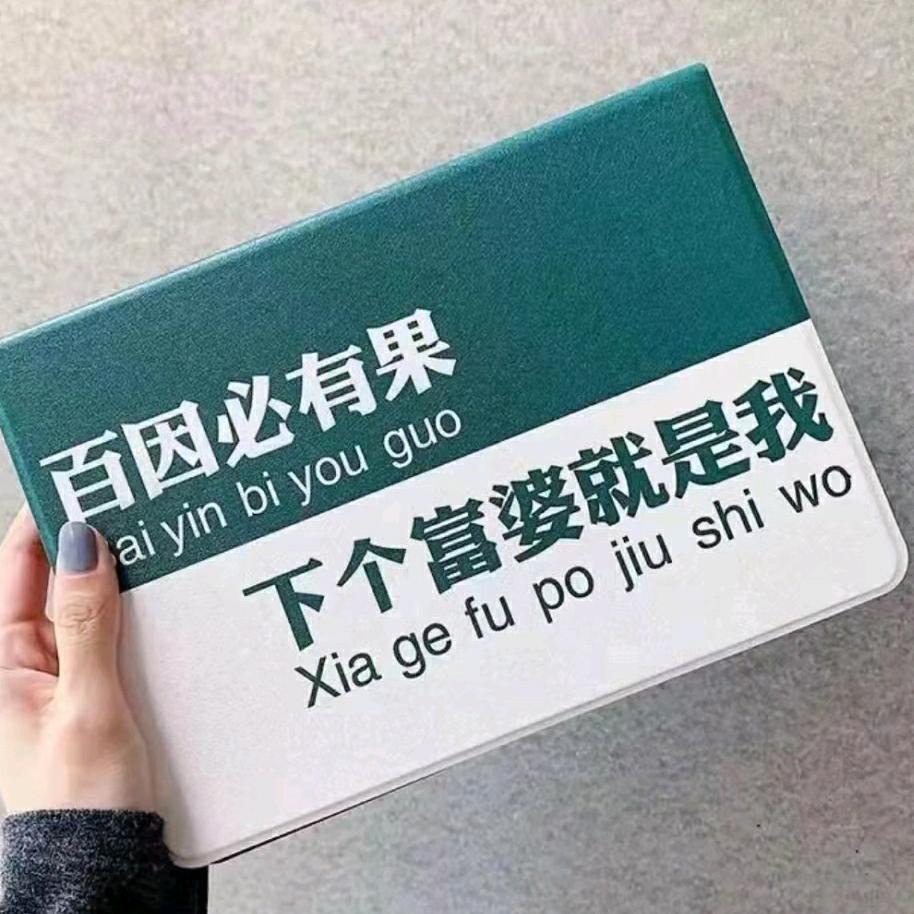 百因必有果
ai yin bi you guo
下个富婆就是我
Xia ge fu po jiu shi wo